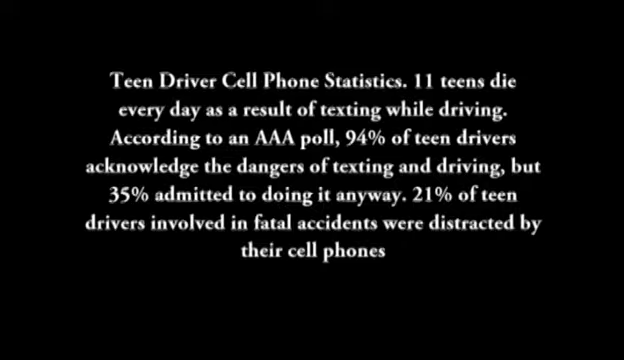 Teen Driver Cell Phone Statistics. 11 teens die
every day as a result of texting while driving.
According to an AAA poll, 94% of teen drivers
acknowledge the dangers of texting and driving, but
35% admitted to doing it anyway. 21% of teen
drivers involved in fatal accidents were distracted by
their cell phones